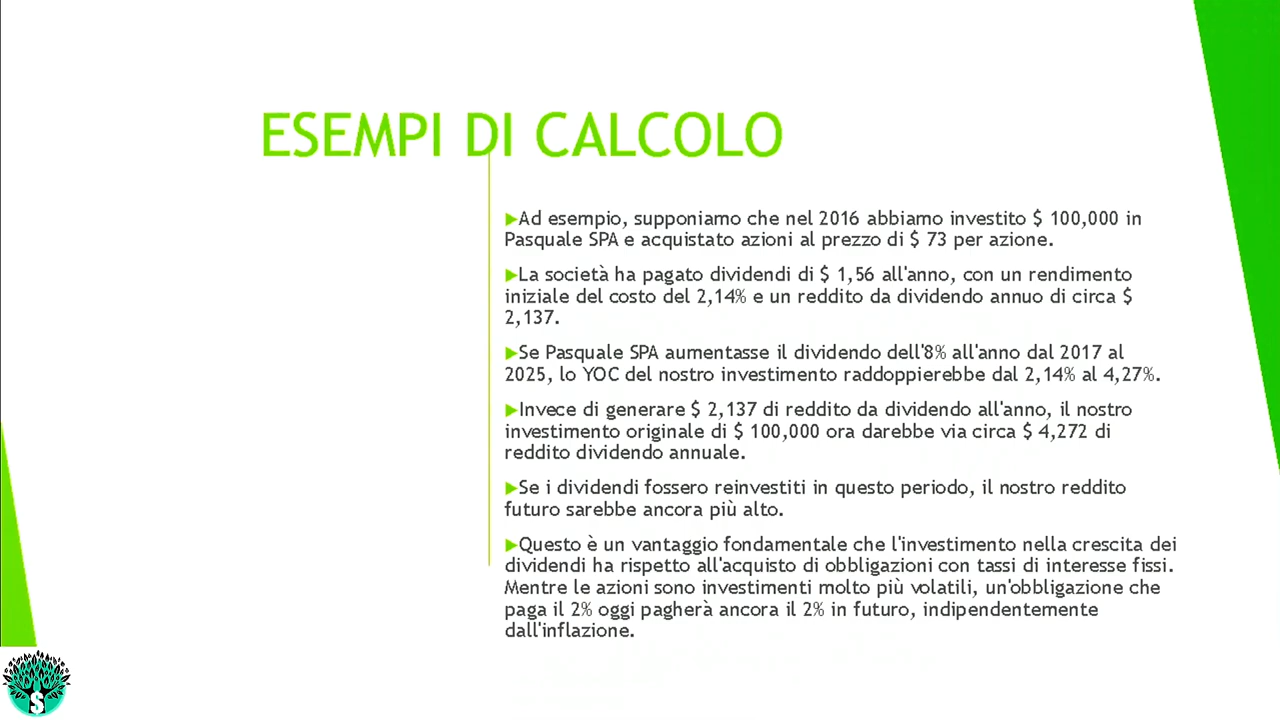 ESEMPI DI CALCOLO
▶Ad esempio, supponiamo che nel 2016 abbiamo investito $ 100,000 in
Pasquale SPA e acquistato azioni al prezzo di $ 73 per azione.
▶La società ha pagato dividendi di $ 1,56 all'anno, con un rendimento
iniziale del costo del 2,14% e un reddito da dividendo annuo di circa $
2,137.
▶Se Pasquale SPA aumentasse il dividendo dell'8% all'anno dal 2017 al
2025, lo YOC del nostro investimento raddoppierebbe dal 2,14% al 4,27%.
▶Invece di generare $ 2,137 di reddito da dividendo all'anno, il nostro
investimento originale di $ 100,000 ora darebbe via circa $ 4,272 di
reddito dividendo annuale.
▶Se i dividendi fossero reinvestiti in questo periodo, il nostro reddito
futuro sarebbe ancora più alto.
▶Questo è un vantaggio fondamentale che l'investimento nella crescita dei
dividendi ha rispetto all'acquisto di obbligazioni con tassi di interesse fissi.
Mentre le azioni sono investimenti molto più volatili, un'obbligazione che
paga il 2% oggi pagherà ancora il 2% in futuro, indipendentemente
dall'inflazione.
$